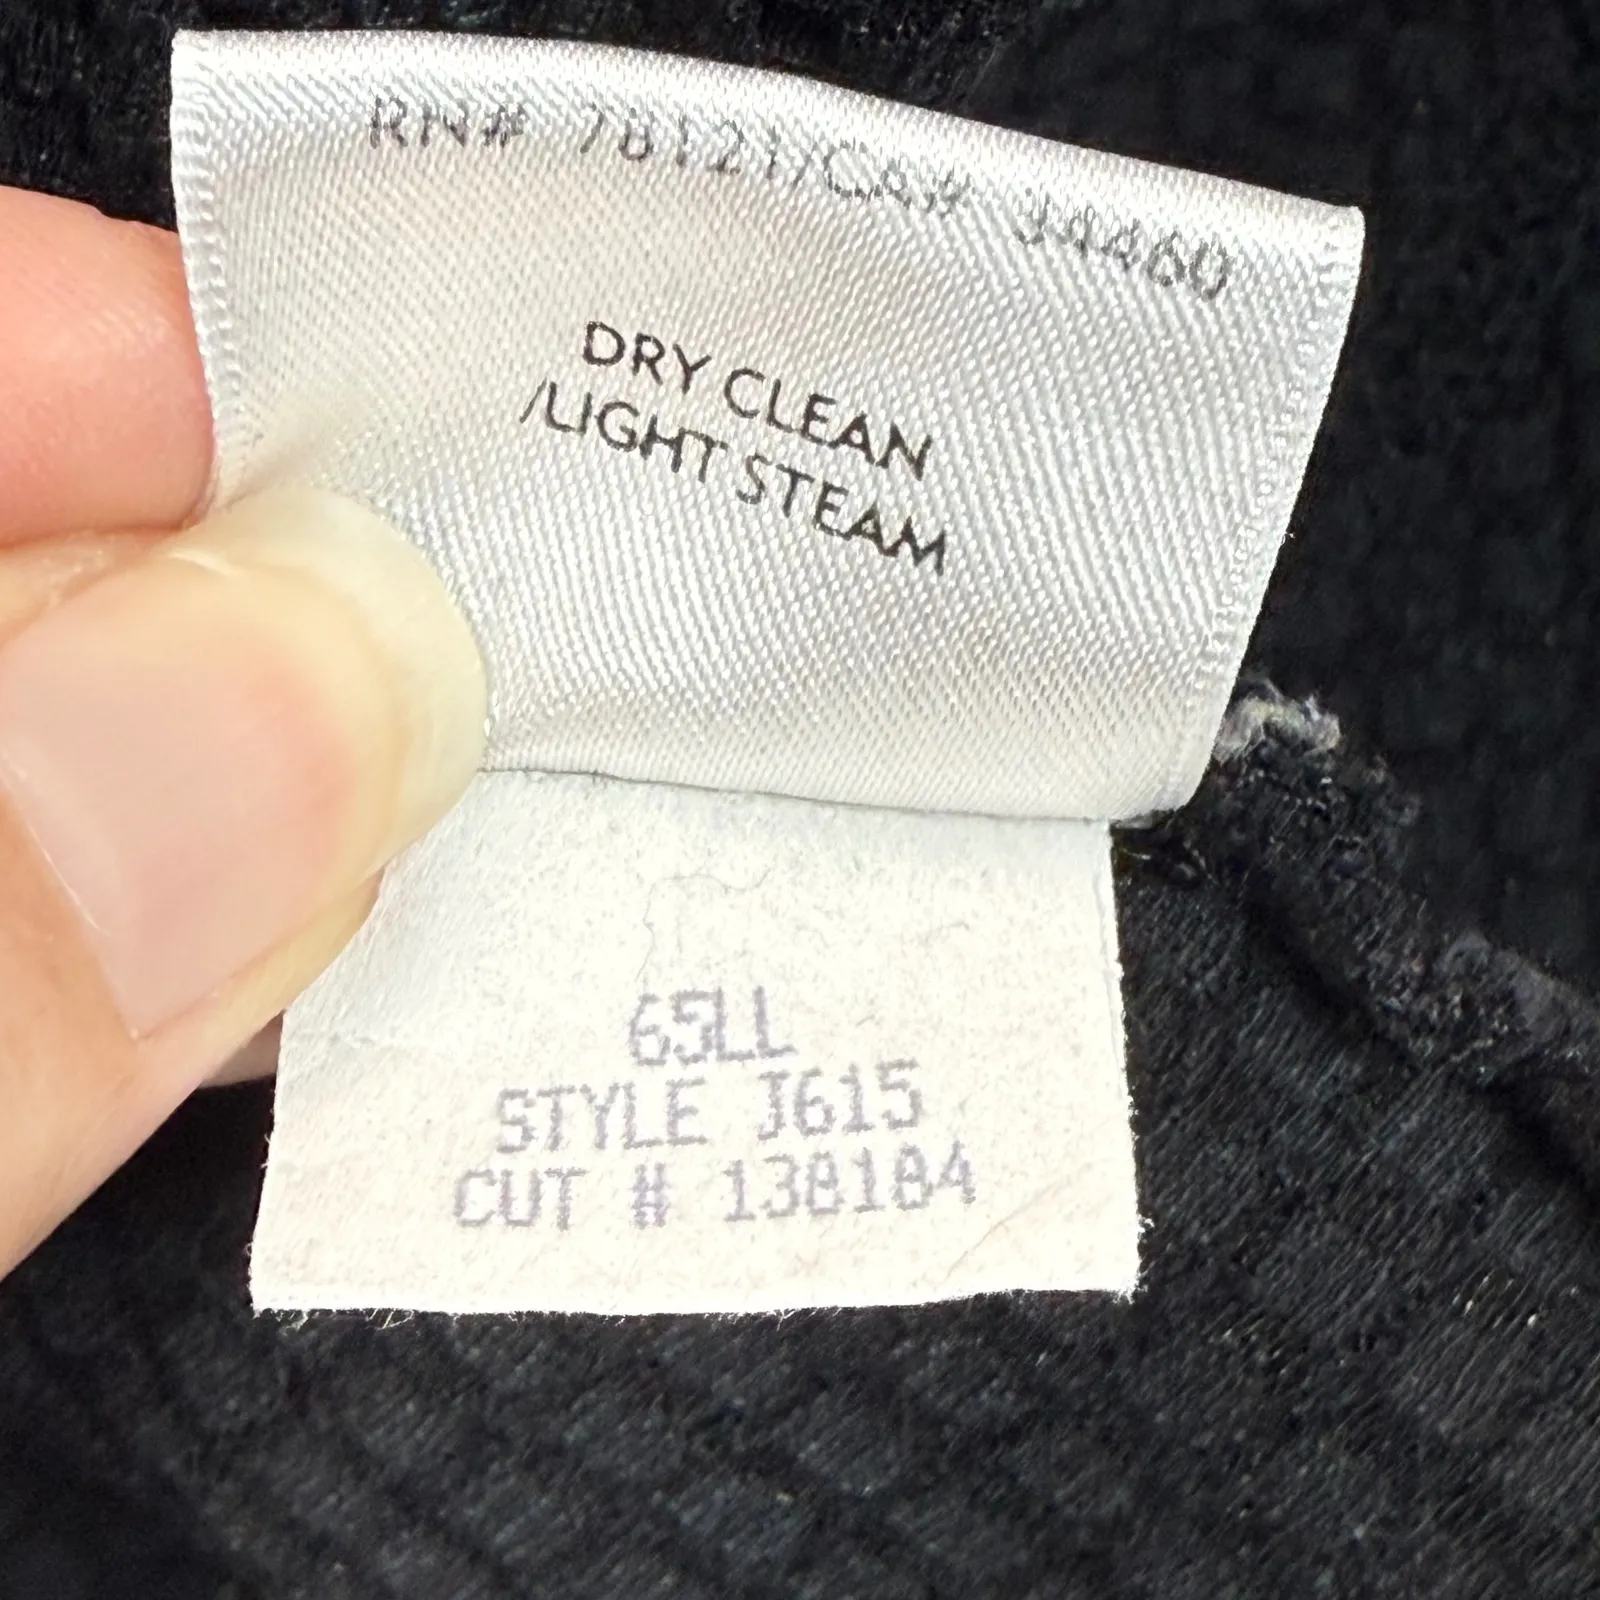 RN# 78121/CA# 34460
DRY CLEAN
/LIGHT STEAM
65LL
STYLE J615
CUT # 138184